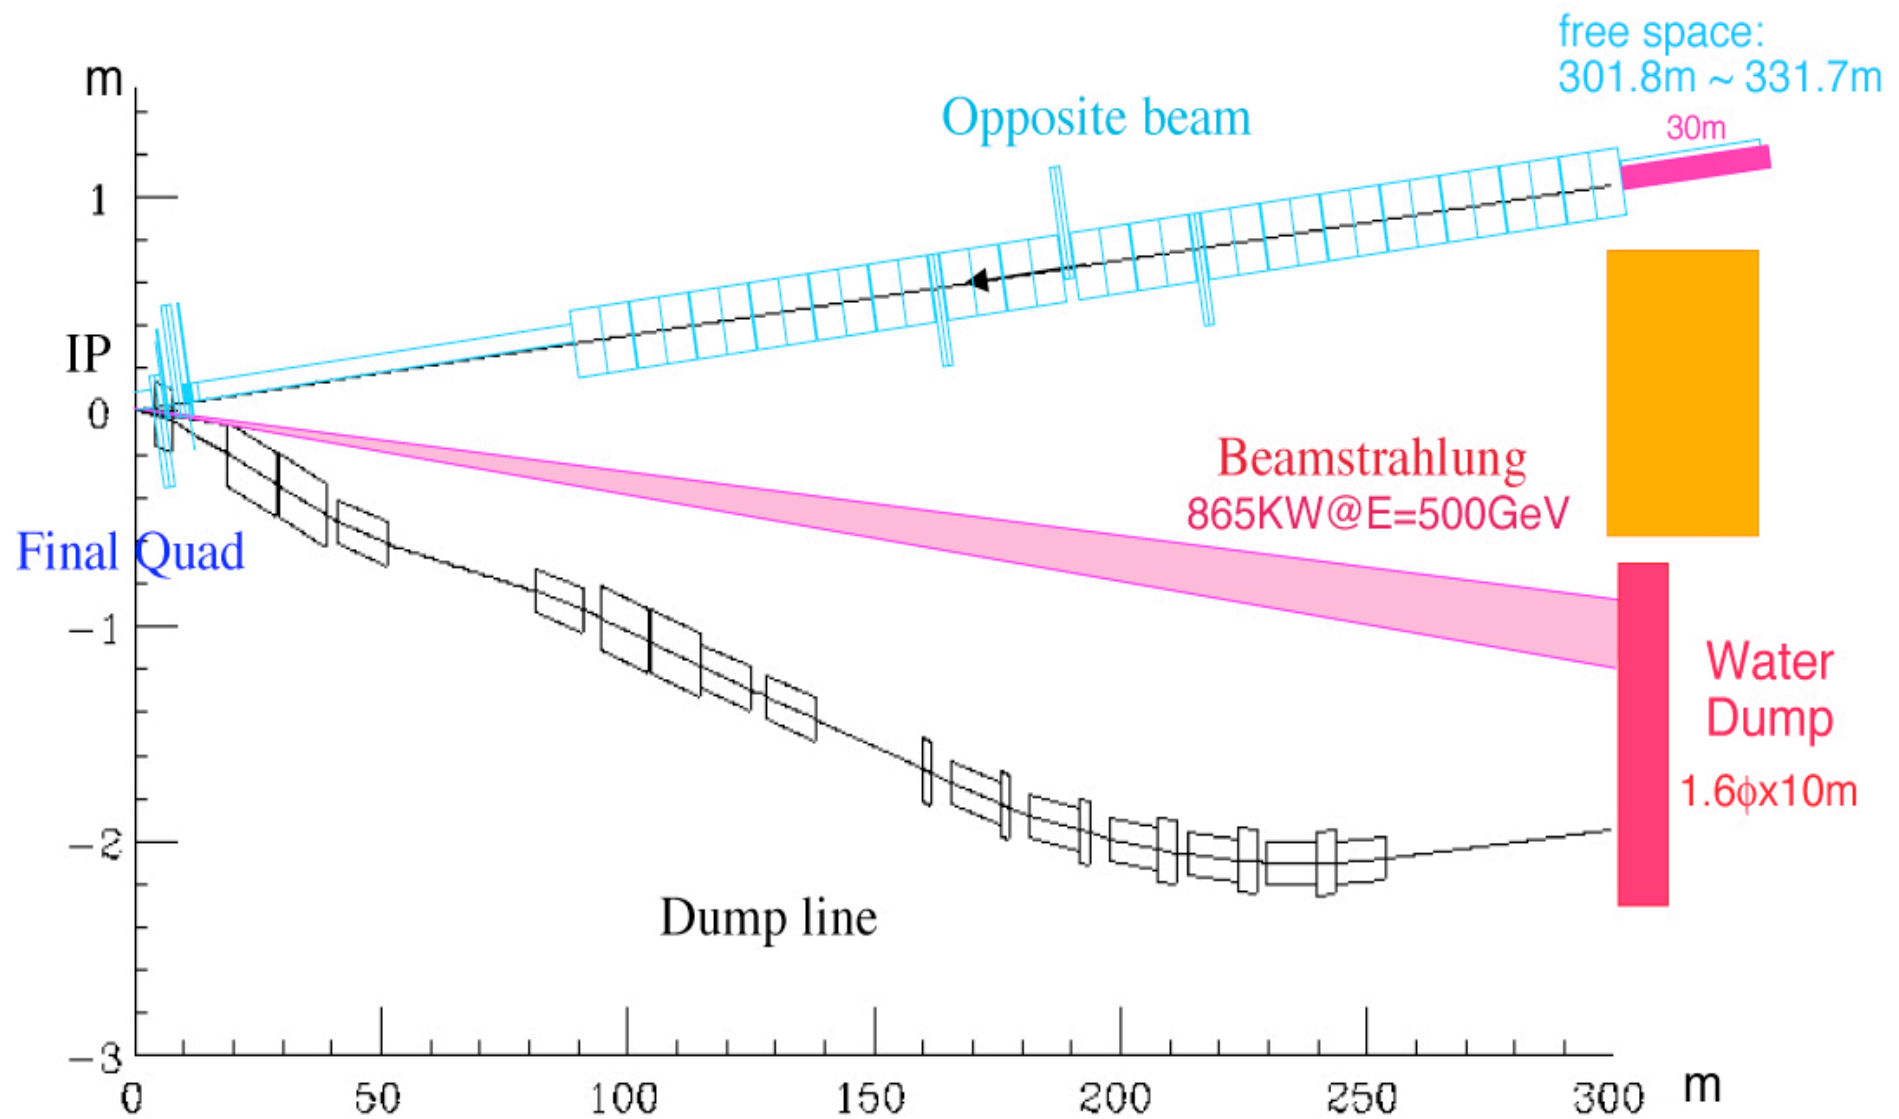 free space:
301.8m ~ 331.7m
30m
m
Opposite beam
1
IP
0
Beamstrahlung
865KW@E=500GeV
Final Quad
-1
Water
Dump
1.6ϕx10m
-2
Dump line
-3
0 50 100 150 200 250 300 m